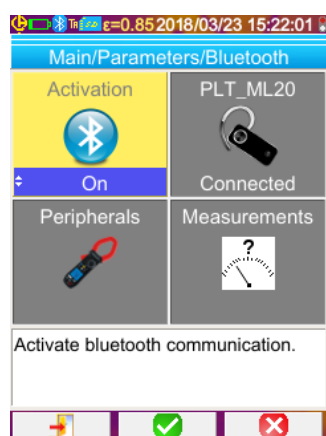 ε=0.85 2018/03/23 15:22:01
Main/Parameters/Bluetooth
Activation PLT_ML20
On Connected
Peripherals Measurements
?
Activate bluetooth communication.